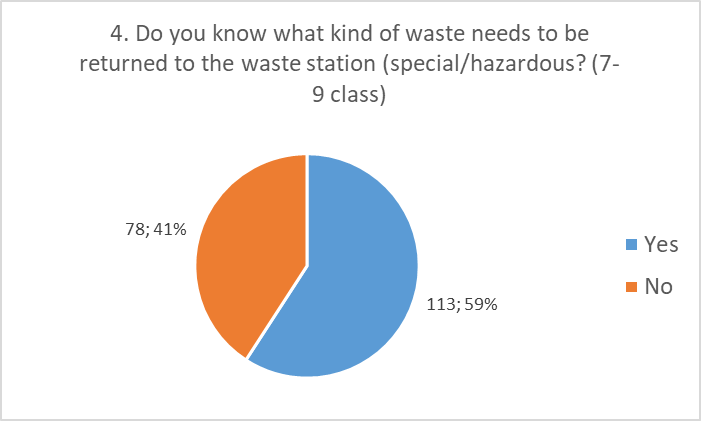 4. Do you know what kind of waste needs to be
returned to the waste station (special/hazardous? (7-
9 class)
78; 41%
113; 59%
Yes
No